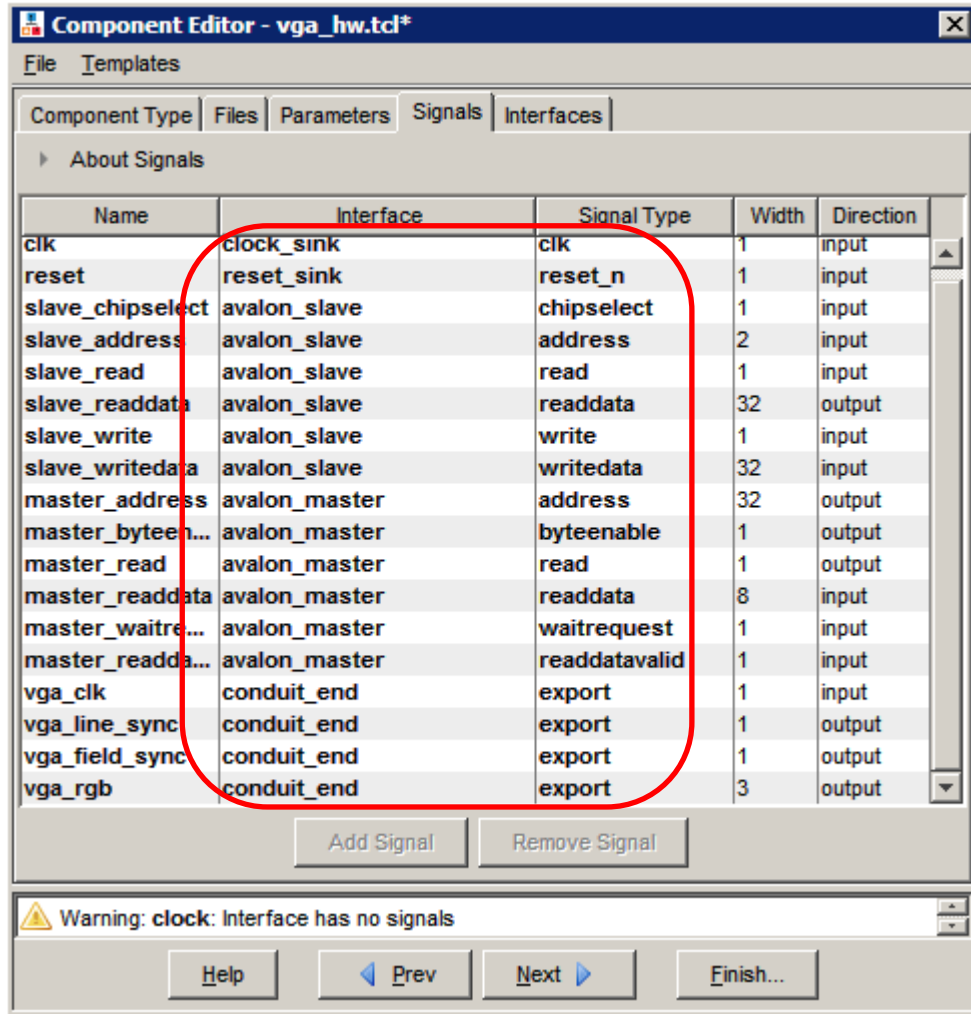 Component Editor - vga_hw.tcl*
File Templates
Component Type Files Parameters Signals Interfaces
About Signals
Name Interface Signal Type Width Direction
clk clock_sink clk 1 input
reset reset_sink reset_n 1 input
slave_chipselect avalon_slave chipselect 1 input
slave_address avalon_slave address 2 input
slave_read avalon_slave read 1 input
slave_readdata avalon_slave readdata 32 output
slave_write avalon_slave write 1 input
slave_writedata avalon_slave writedata 32 input
master_address avalon_master address 32 output
master_byteen... avalon_master byteenable 1 output
master_read avalon_master read 1 output
master_readdata avalon_master readdata 8 input
master_waitre... avalon_master waitrequest 1 input
master_readda... avalon_master readdatavalid 1 input
vga_clk conduit_end export 1 input
vga_line_sync conduit_end export 1 output
vga_field_sync conduit_end export 1 output
vga_rgb conduit_end export 3 output
Add Signal Remove Signal
Warning: clock: Interface has no signals
Help Prev Next Finish...